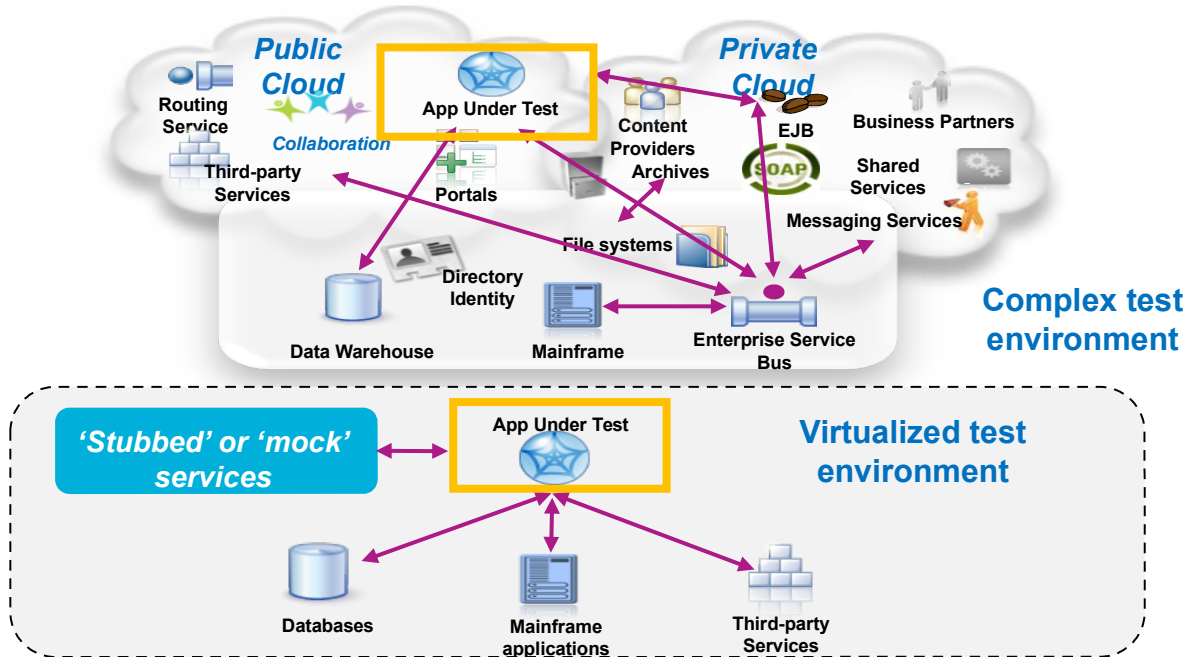 Public
Cloud
Private
Cloud
App Under Test
Routing
Service
Collaboration
Third-party
Services
Portals
Content
Providers
Archives
EJB
SOAP
Business Partners
Shared
Services
Messaging Services
File systems
Directory
Identity
Data Warehouse
Mainframe
Enterprise Service
Bus
Complex test
environment
'Stubbed' or 'mock'
services
App Under Test
Virtualized test
environment
Databases
Mainframe
applications
Third-party
Services